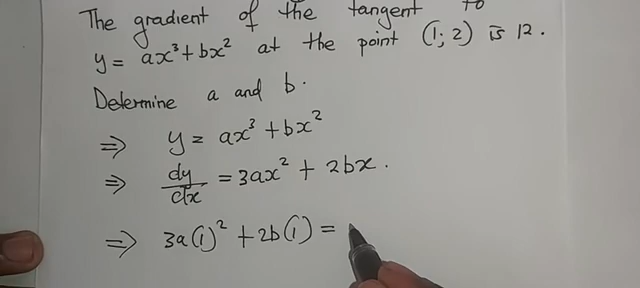 The gradient of the tangent to
y = ax³ + bx² at the point (1; 2) is 12.
Determine a and b.
⇒ y = ax³ + bx²
⇒ dy/dx = 3ax² + 2bx.
⇒ 3a(1)² + 2b(1) =